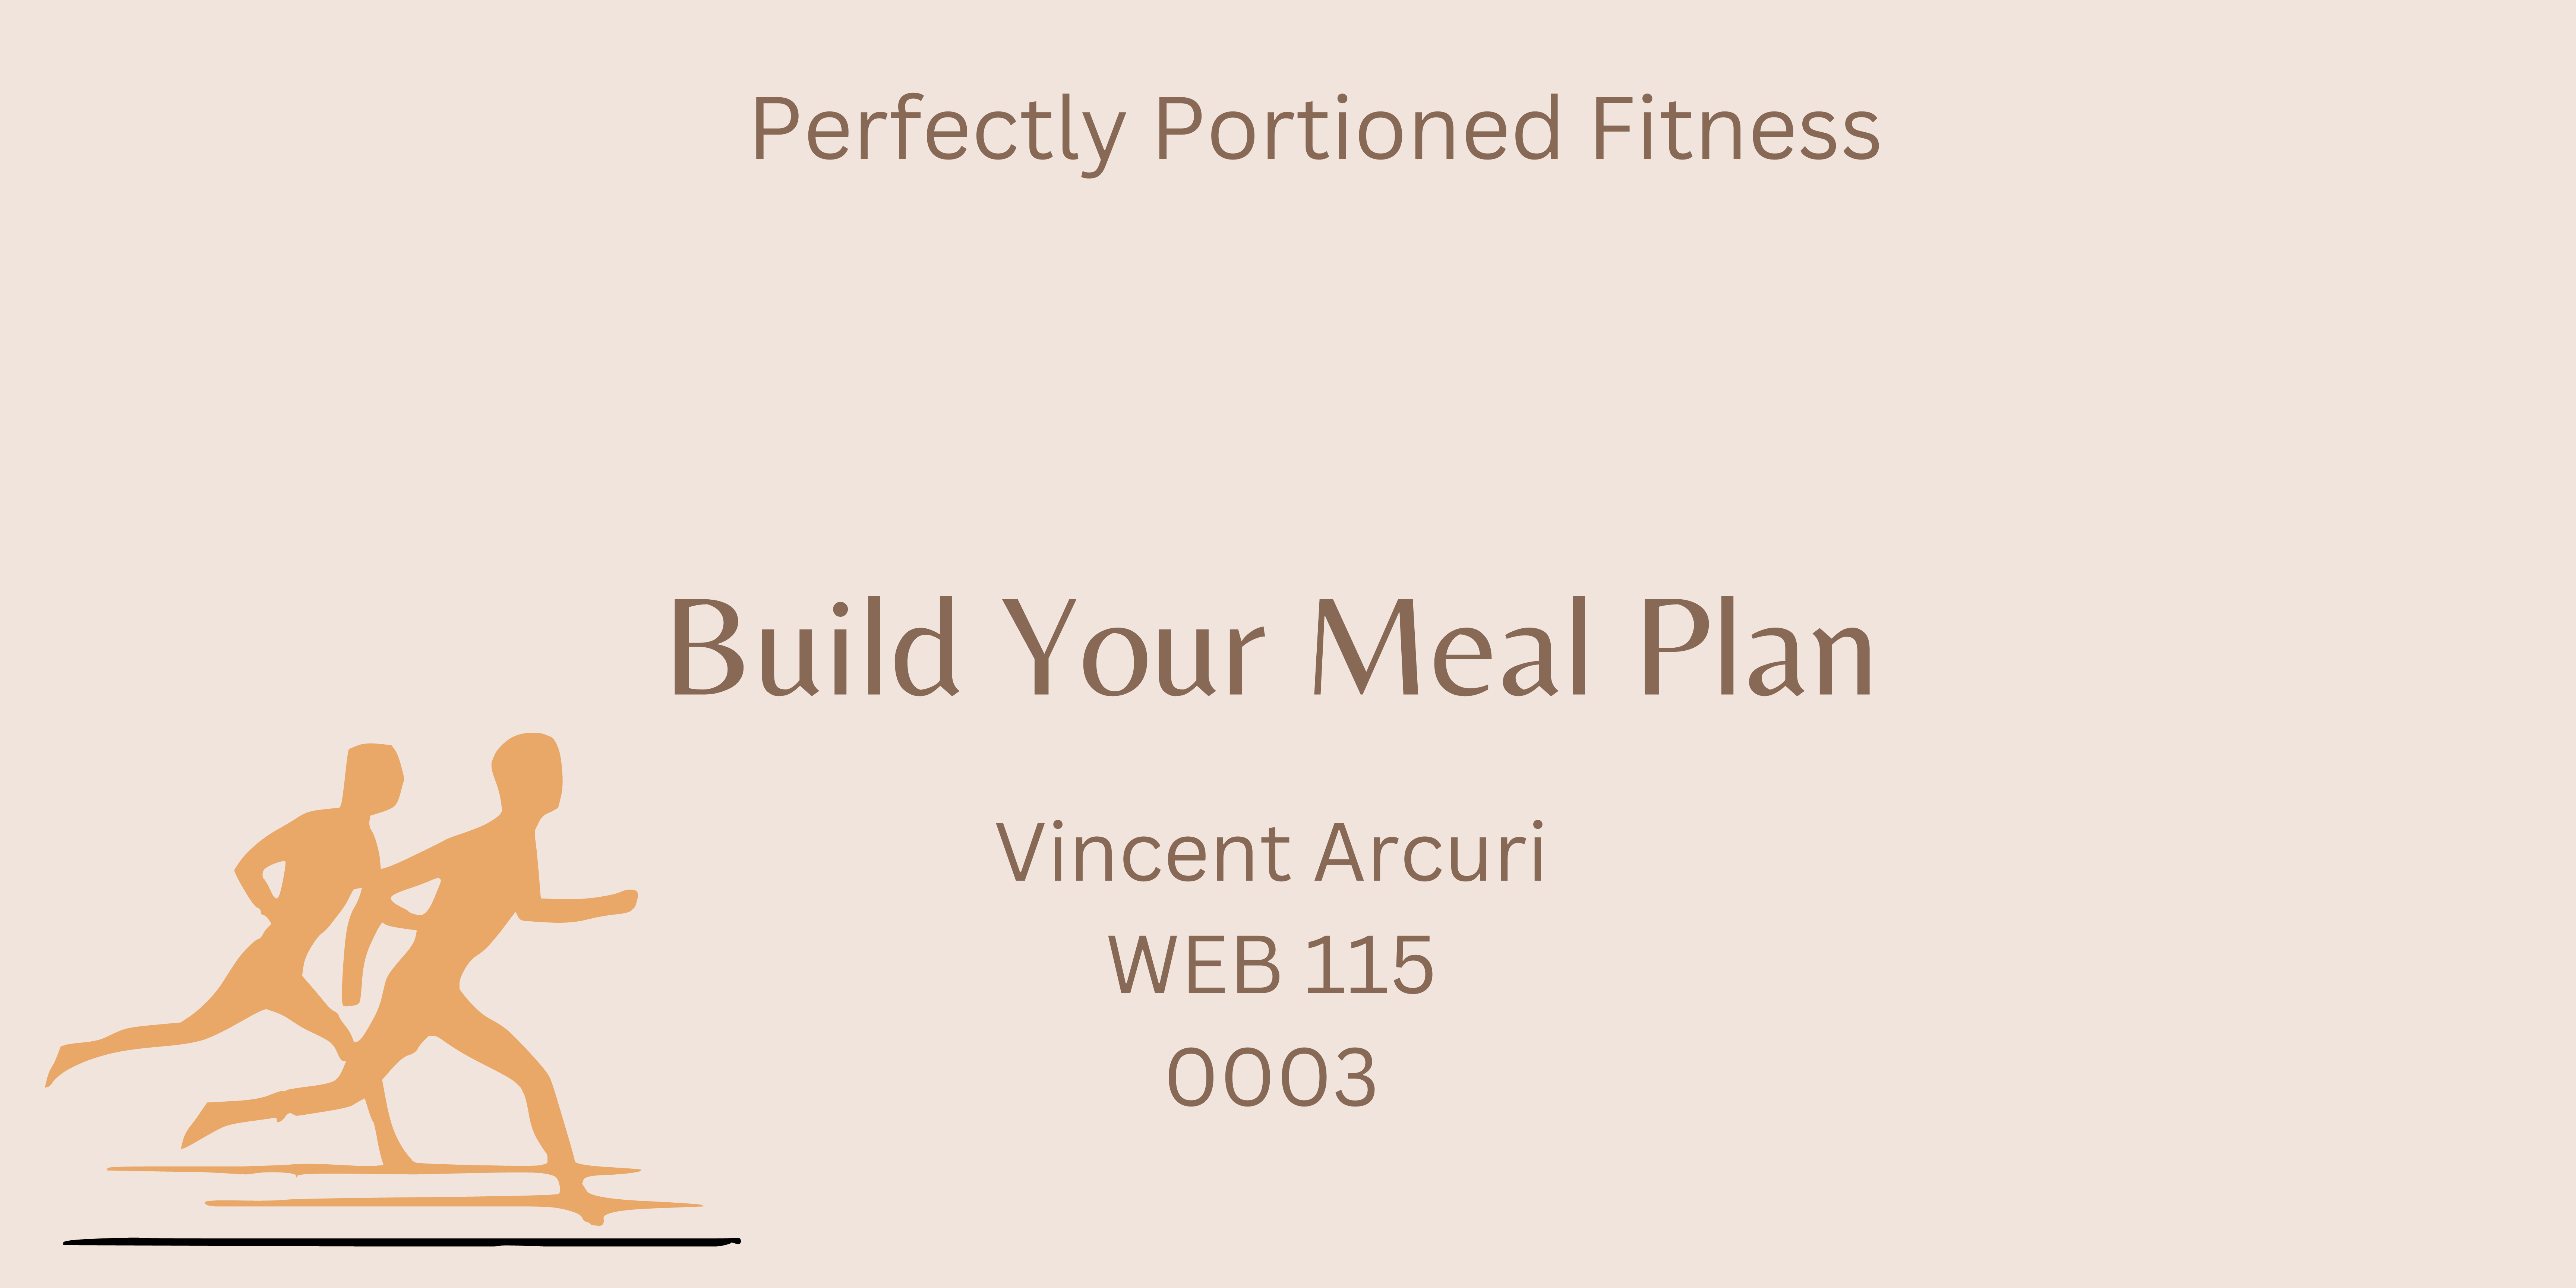 Perfectly Portioned Fitness
Build Your Meal Plan
Vincent Arcuri
WEB 115
0003